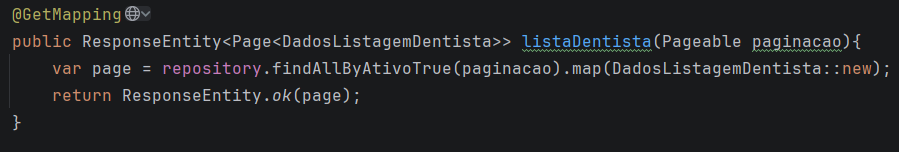 @GetMapping
public ResponseEntity<Page<DadosListagemDentista>> listaDentista(Pageable paginacao){
    var page = repository.findAllByAtivoTrue(paginacao).map(DadosListagemDentista::new);
    return ResponseEntity.ok(page);
}